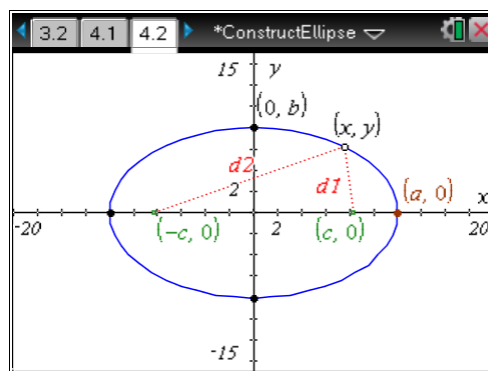 3.2 4.1 4.2 *ConstructEllipse
15 y
(0, b)
(x, y)
d2
2 d1 (a, 0) x
-20 (-c, 0) 2 (c, 0) 20
-15